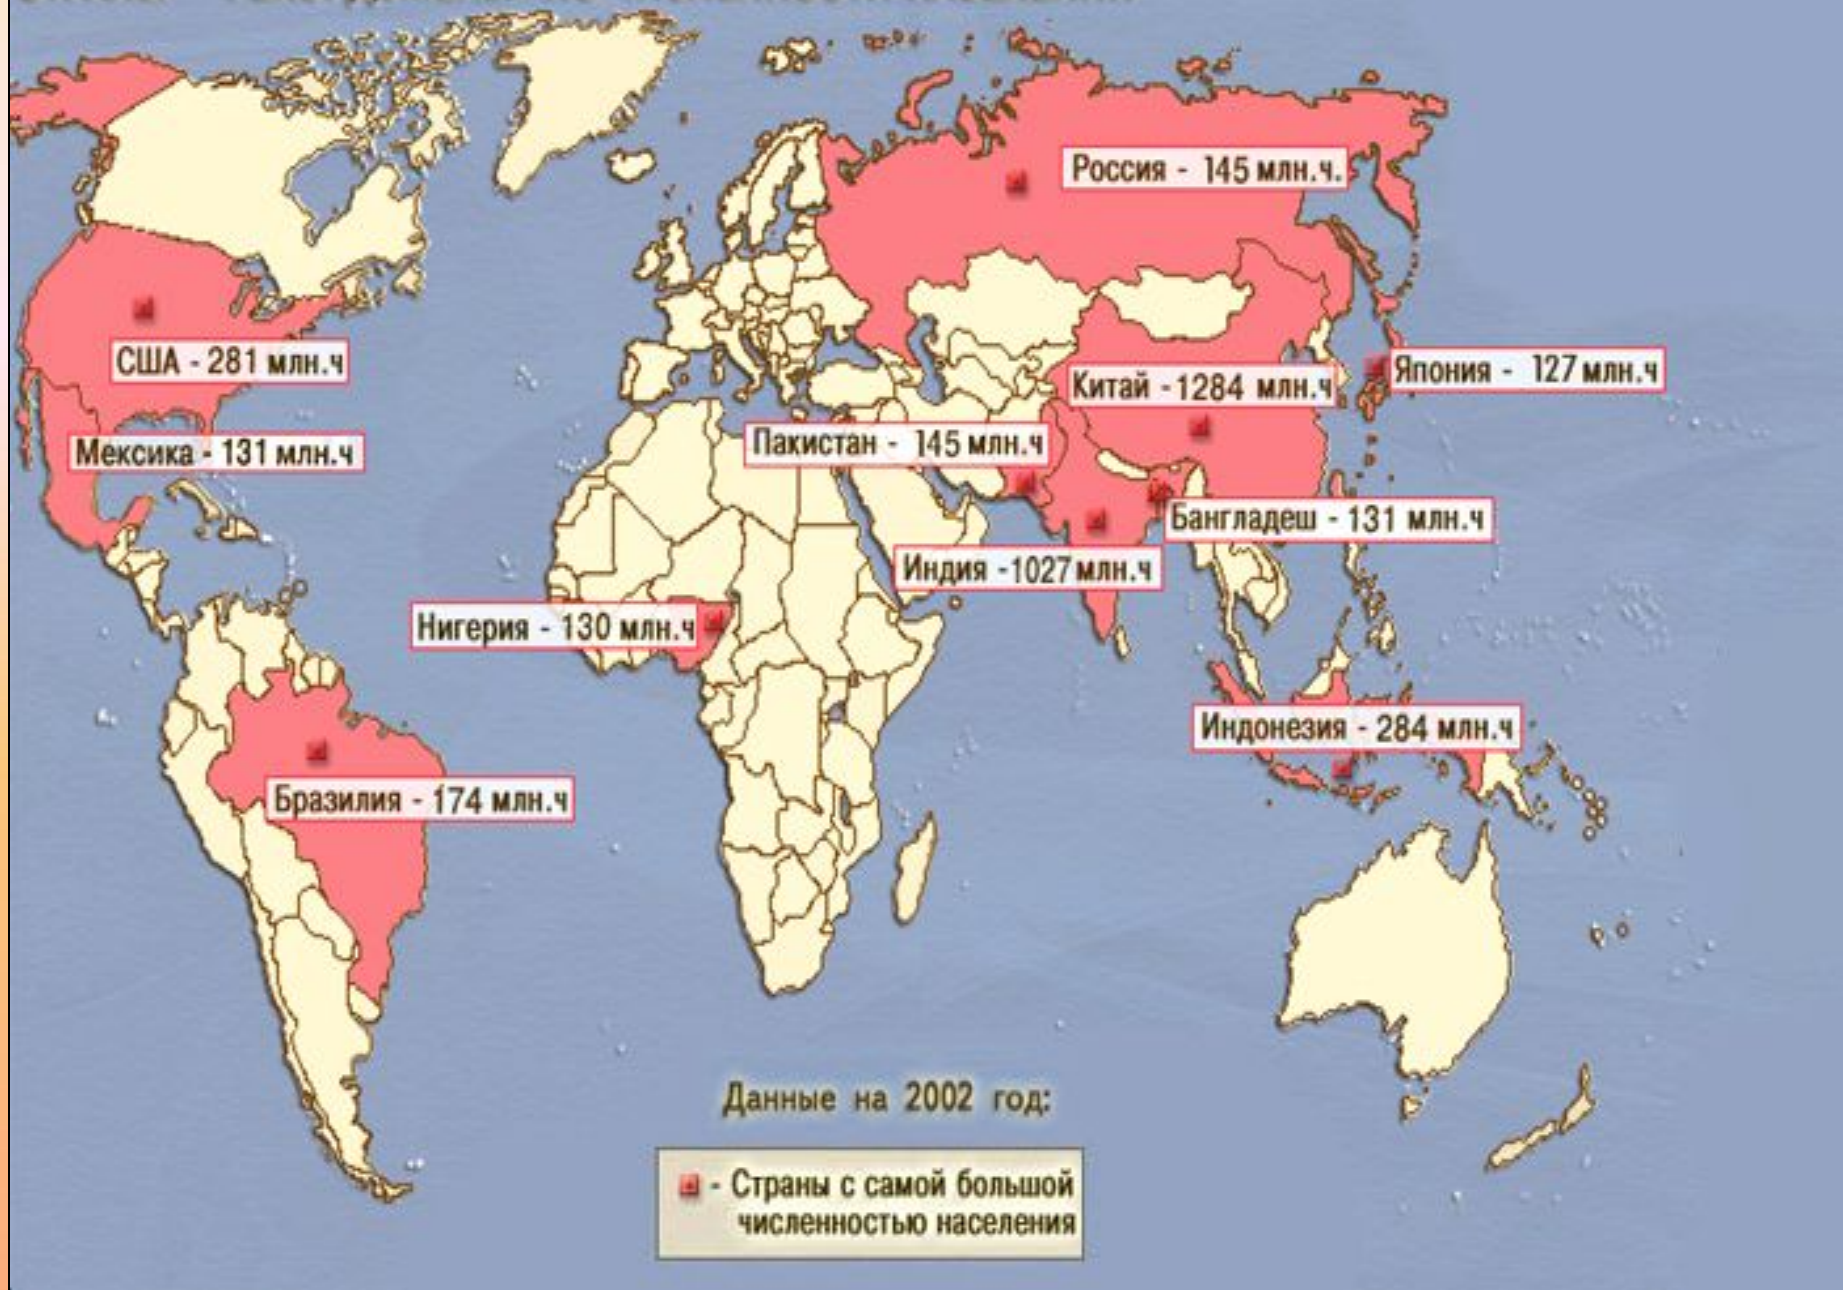 Россия - 145 млн.ч.
США - 281 млн.ч
Япония - 127 млн.ч
Китай -1284 млн.ч
Мексика - 131 млн.ч
Пакистан - 145 млн.ч
Бангладеш - 131 млн.ч
Индия -1027 млн.ч
Нигерия - 130 млн.ч
Индонезия - 284 млн.ч
Бразилия - 174 млн.ч
Данные на 2002 год:
- Страны с самой большой
численностью населения